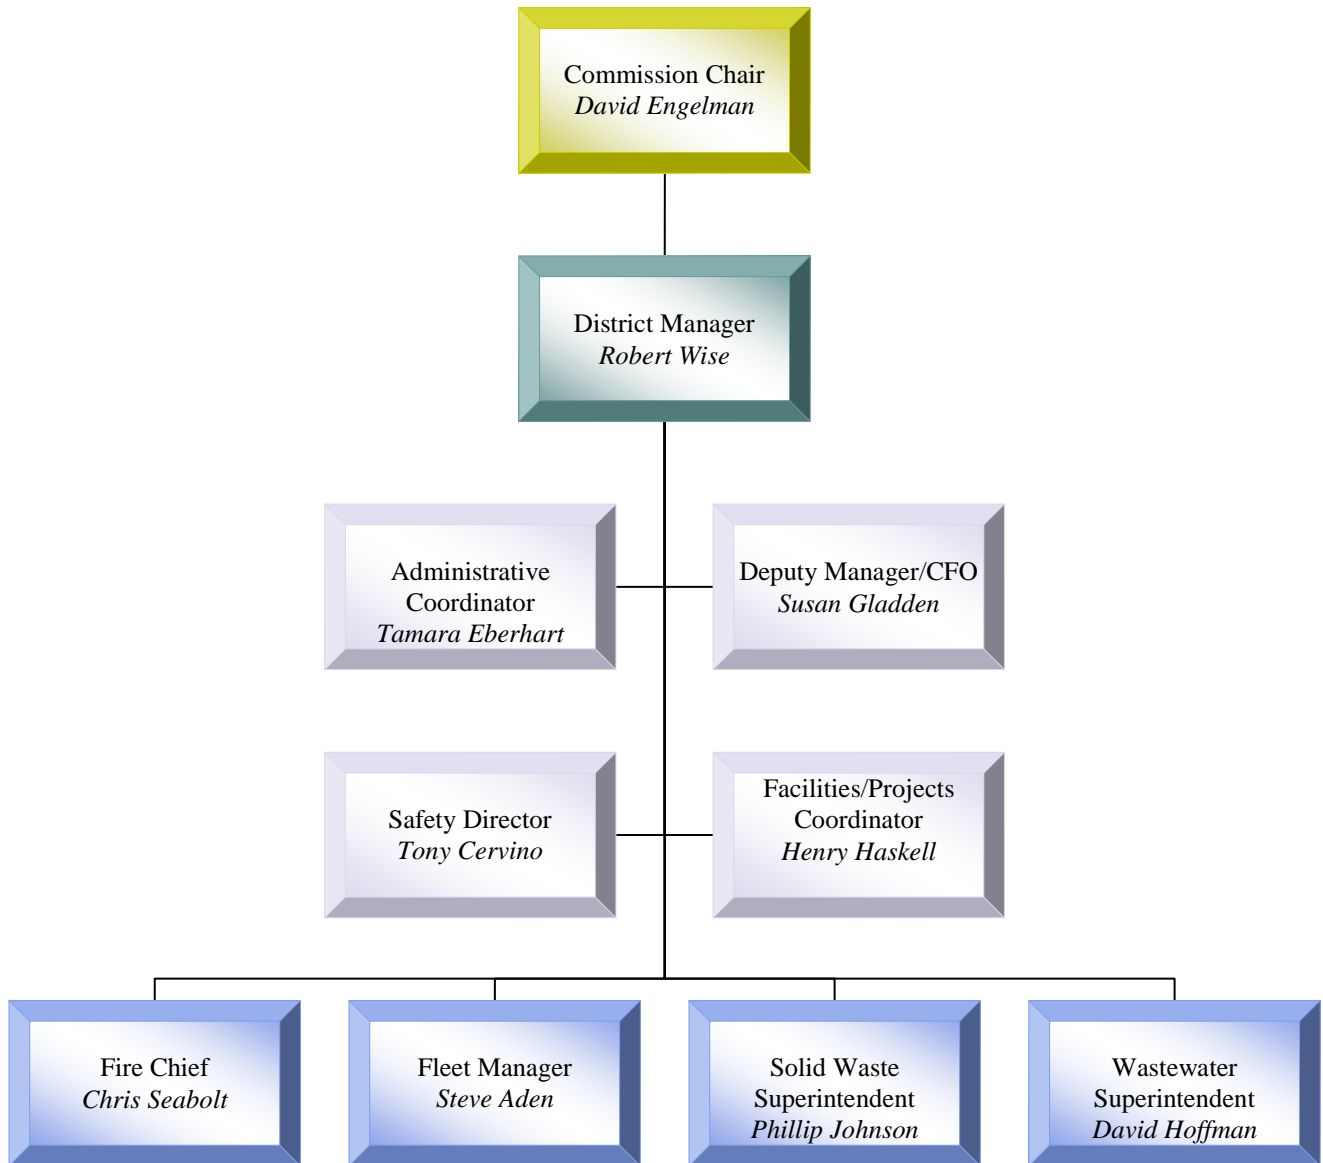 Commission Chair
David Engelman
District Manager
Robert Wise
Administrative
Coordinator
Tamara Eberhart
Deputy Manager/CFO
Susan Gladden
Safety Director
Tony Cervino
Facilities/Projects
Coordinator
Henry Haskell
Fire Chief
Chris Seabolt
Fleet Manager
Steve Aden
Solid Waste
Superintendent
Phillip Johnson
Wastewater
Superintendent
David Hoffman